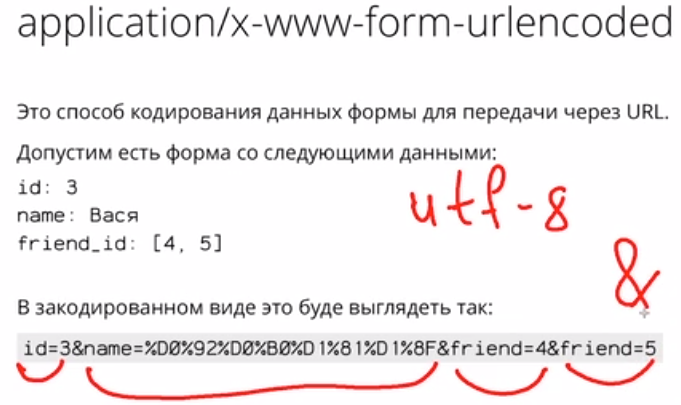 application/x-www-form-urlencoded
Это способ кодирования данных формы для передачи через URL.
Допустим есть форма со следующими данными:
id: 3
name: Вася
friend_id: [4, 5]
utf-8
&
В закодированном виде это буде выглядеть так:
id=3&name=%D0%92%D0%B0%D1%81%D1%8F&friend=4&friend=5